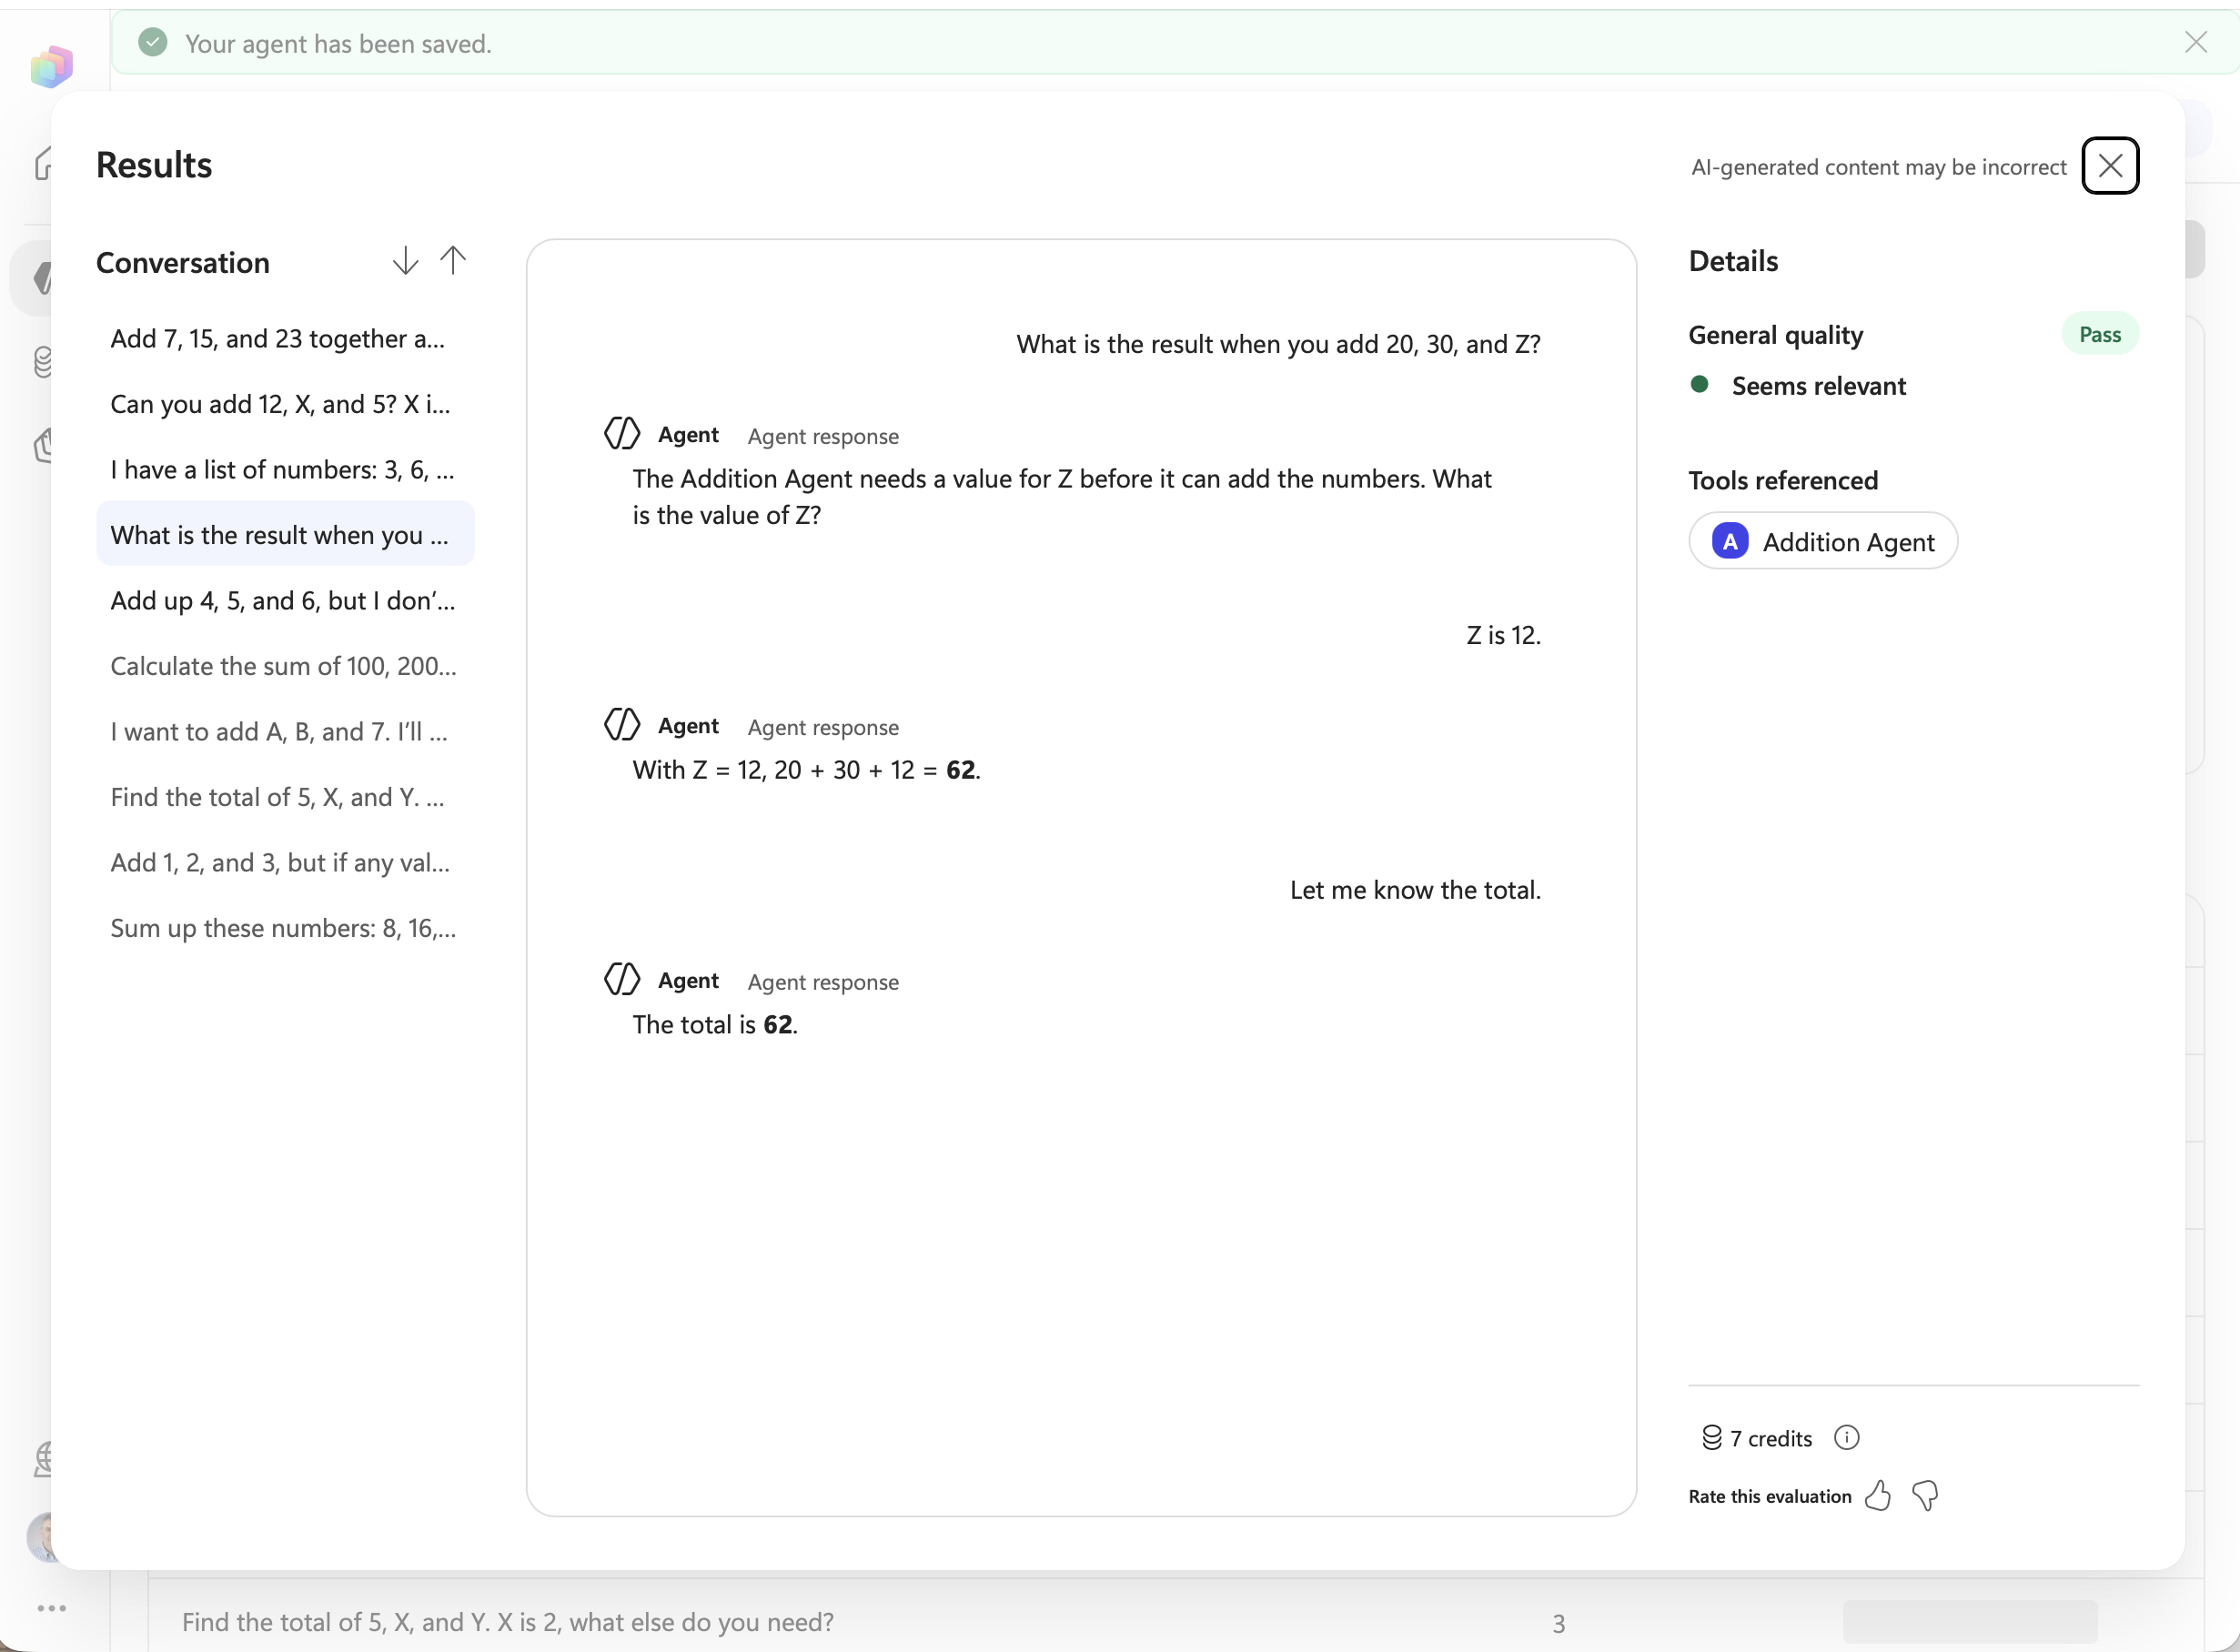 Your agent has been saved.
Results
AI-generated content may be incorrect
Conversation
Add 7, 15, and 23 together a...
Can you add 12, X, and 5? X i...
I have a list of numbers: 3, 6, ...
What is the result when you ...
Add up 4, 5, and 6, but I don’...
Calculate the sum of 100, 200...
I want to add A, B, and 7. I’ll ...
Find the total of 5, X, and Y. ...
Add 1, 2, and 3, but if any val...
Sum up these numbers: 8, 16,...
What is the result when you add 20, 30, and Z?
Agent Agent response
The Addition Agent needs a value for Z before it can add the numbers. What
is the value of Z?
Z is 12.
Agent Agent response
With Z = 12, 20 + 30 + 12 = 62.
Let me know the total.
Agent Agent response
The total is 62.
Details
General quality Pass
Seems relevant
Tools referenced
A Addition Agent
7 credits
Rate this evaluation
Find the total of 5, X, and Y. X is 2, what else do you need? 3